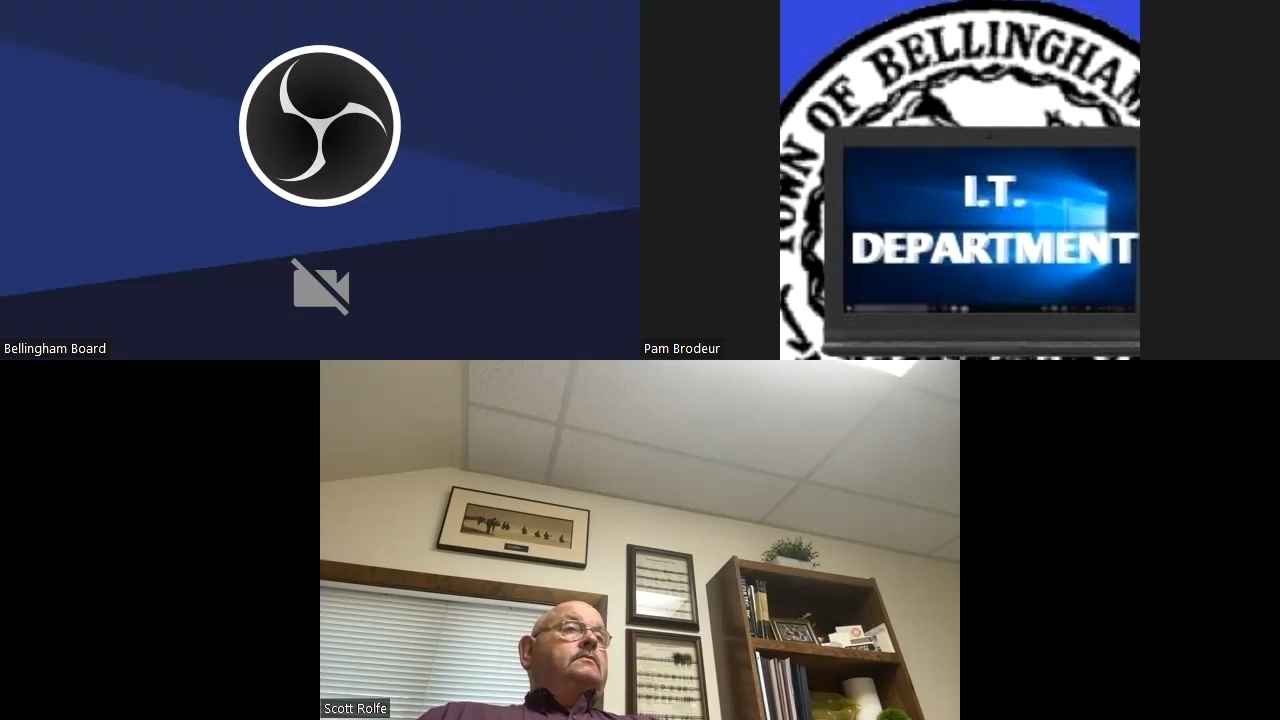 Bellingham Board
TOWN OF BELLINGHAM
I.T.
DEPARTMENT
Pam Brodeur
Scott Rolfe